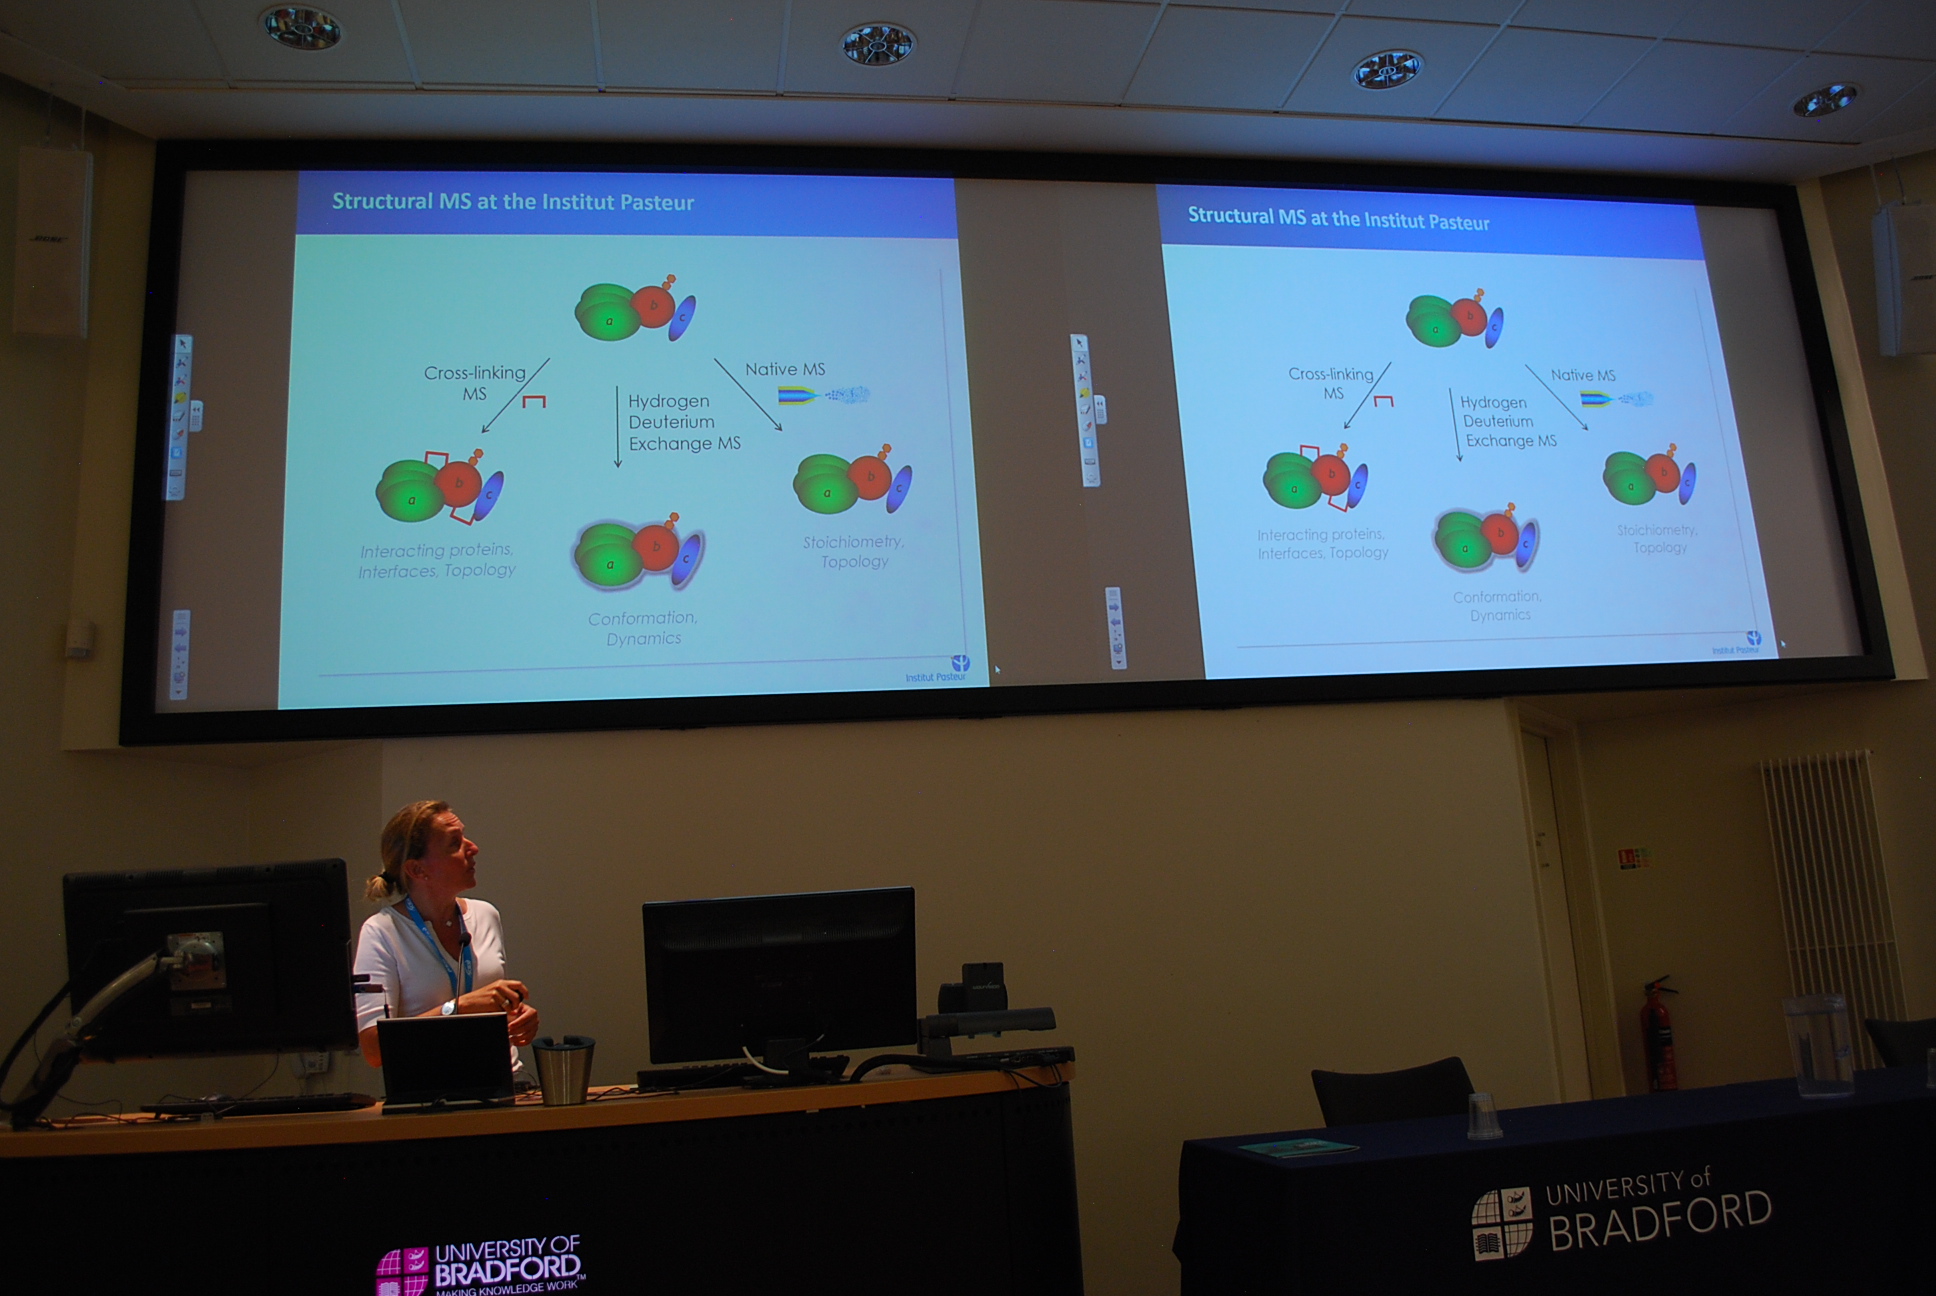 Structural MS at the Institut Pasteur
a
b
c
Cross-linking
MS
Hydrogen
Deuterium
Exchange MS
Native MS
a
b
c
Interacting proteins,
Interfaces, Topology
a
b
c
Conformation,
Dynamics
a
b
c
Stoichiometry,
Topology
Institut Pasteur
Structural MS at the Institut Pasteur
a
b
c
Cross-linking
MS
Hydrogen
Deuterium
Exchange MS
Native MS
a
b
c
Interacting proteins,
Interfaces, Topology
a
b
c
Conformation,
Dynamics
a
b
c
Stoichiometry,
Topology
Institut Pasteur
BOSE
UNIVERSITY OF
BRADFORD
MAKING KNOWLEDGE WORK™
UNIVERSITY of
BRADFORD